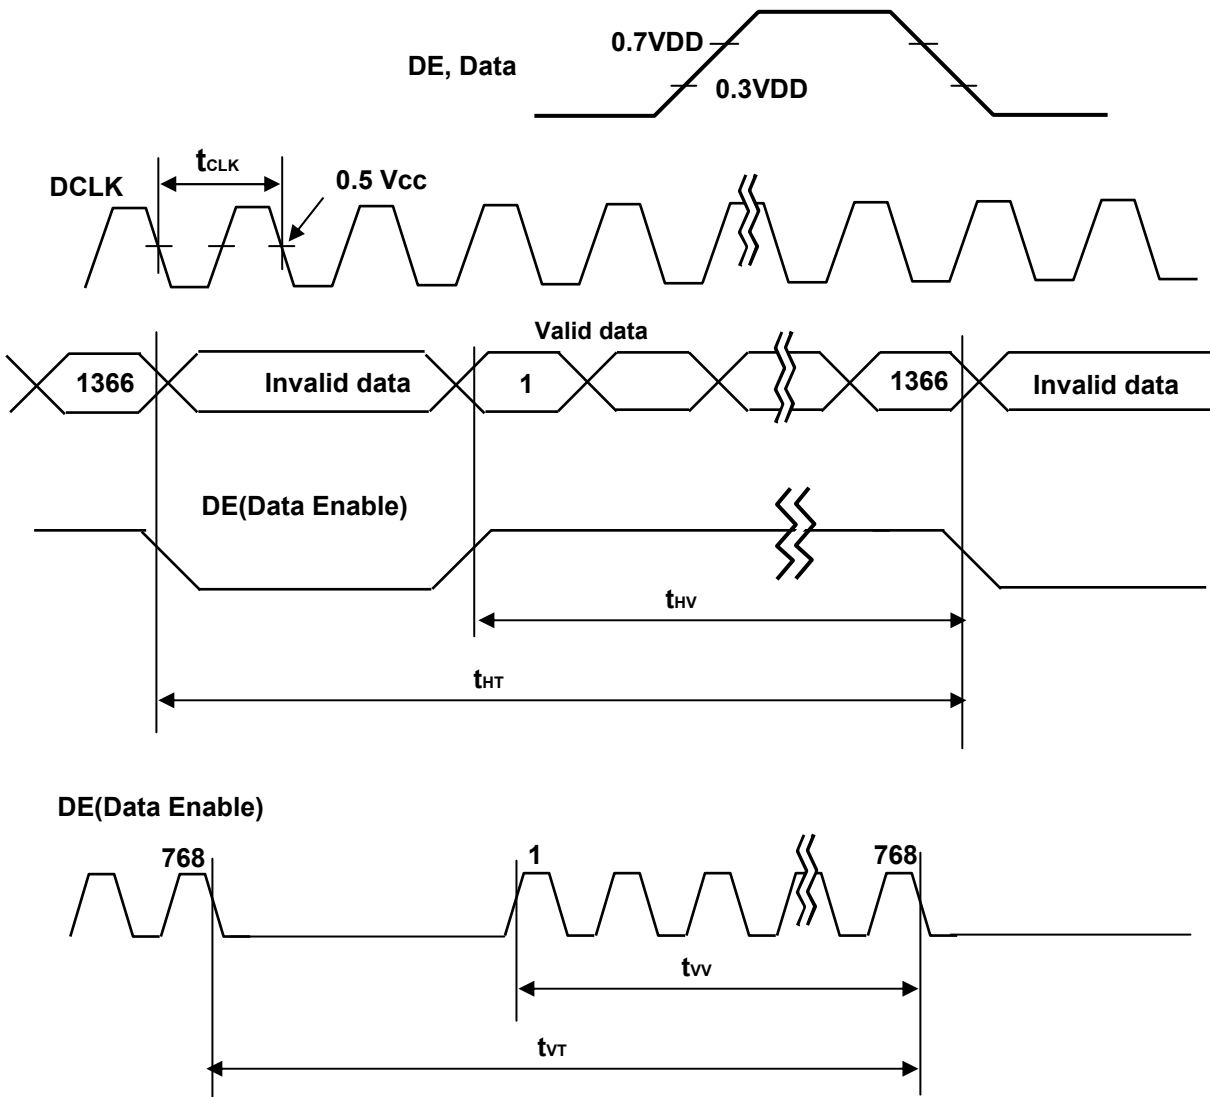 0.7VDD
DE, Data
0.3VDD
tCLK
DCLK
0.5 Vcc
Valid data
1366
Invalid data
1
1366
Invalid data
DE(Data Enable)
tHV
tHT
DE(Data Enable)
768
1
768
tVV
tVT